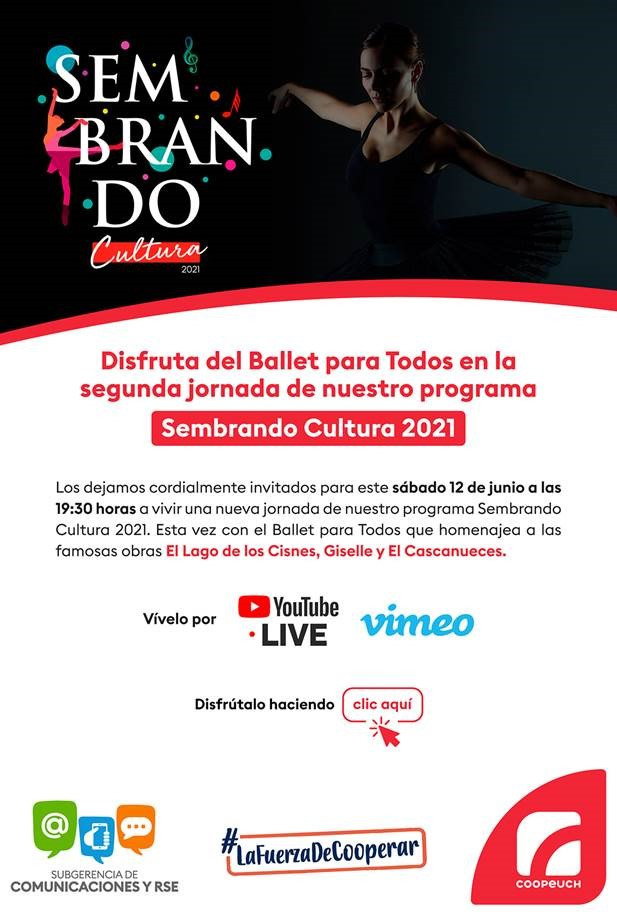 SEM
BRAN
DO
Cultura
2021
Disfruta del Ballet para Todos en la
segunda jornada de nuestro programa
Sembrando Cultura 2021
Los dejamos cordialmente invitados para este sábado 12 de junio a las
19:30 horas a vivir una nueva jornada de nuestro programa Sembrando
Cultura 2021. Esta vez con el Ballet para Todos que homenajea a las
famosas obras El Lago de los Cisnes, Giselle y El Cascanueces.
Vívelo por
YouTube
LIVE
vimeo
Disfrútalo haciendo clic aquí
@
SUBGERENCIA DE
COMUNICACIONES Y RSE
#LaFuerzaDeCooperar
COOPEUCH